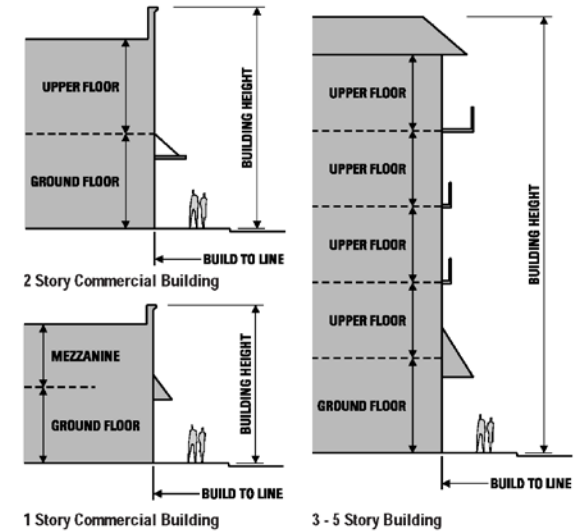 UPPER FLOOR
GROUND FLOOR
BUILDING HEIGHT
BUILD TO LINE
2 Story Commercial Building
MEZZANINE
GROUND FLOOR
BUILDING HEIGHT
BUILD TO LINE
1 Story Commercial Building
UPPER FLOOR
UPPER FLOOR
UPPER FLOOR
UPPER FLOOR
GROUND FLOOR
BUILDING HEIGHT
BUILD TO LINE
3 - 5 Story Building